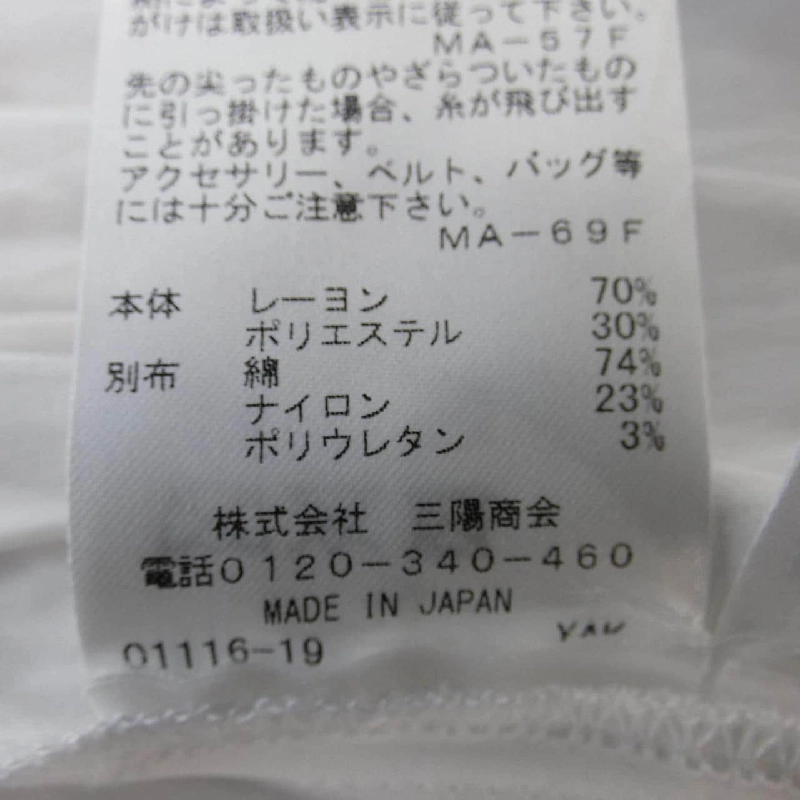 がけは取扱い表示に従って下さい。
MA－57F
先の尖ったものやざらついたもの
に引っ掛けた場合、糸が飛び出す
ことがあります。
アクセサリー、ベルト、バッグ等
には十分ご注意下さい。
MA－69F
本体 レーヨン 70%
ポリエステル 30%
別布 綿 74%
ナイロン 23%
ポリウレタン 3%
株式会社 三陽商会
電話0120－340－460
MADE IN JAPAN
01116-19